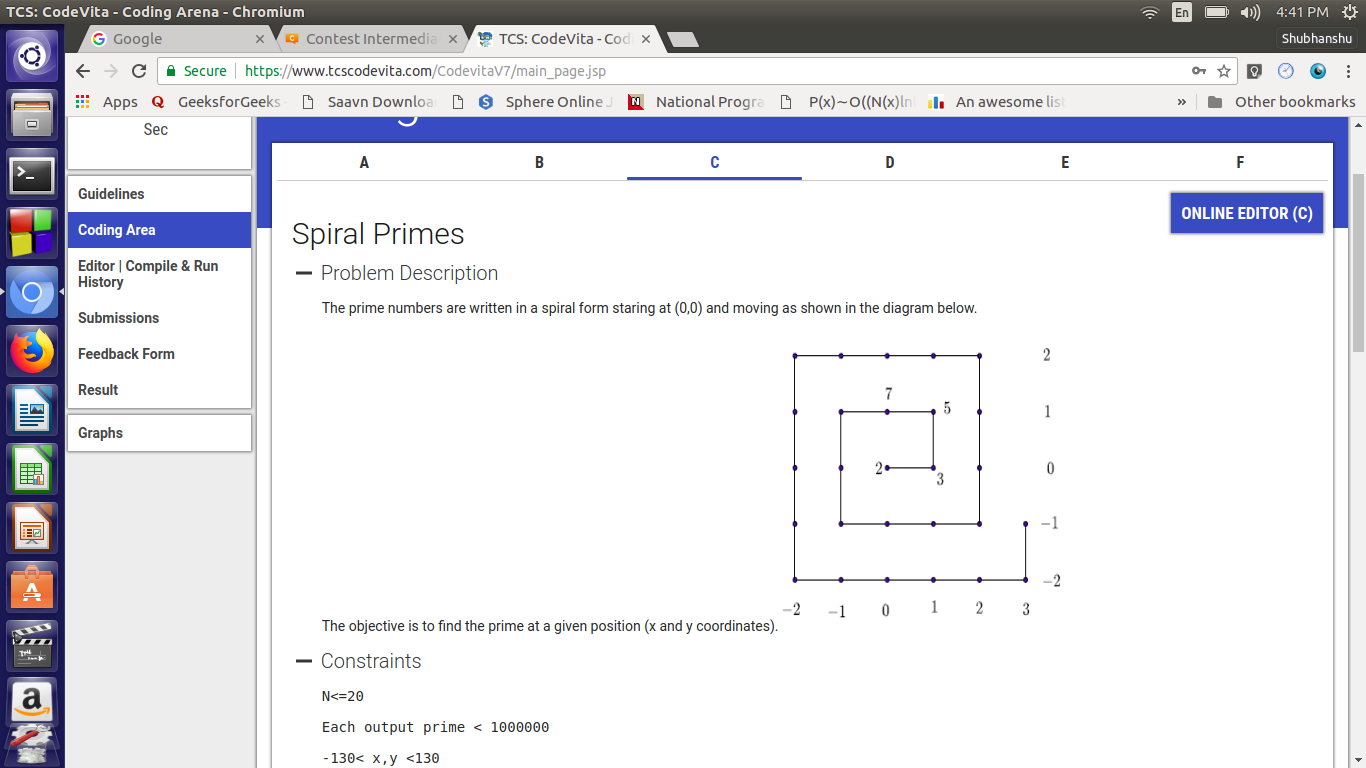 TCS: CodeVita - Coding Arena - Chromium
En
4:41 PM
Google
Contest Intermedia
TCS: CodeVita - Cod
Shubhanshu
Secure
https://www.tcscodevita.com/CodevitaV7/main_page.jsp
Apps
GeeksforGeeks
Saavn Downloa
Sphere Online J
National Progra
P(x)~O((N(x)ln
An awesome lis
»
Other bookmarks
Sec
Guidelines
Coding Area
Editor | Compile & Run
History
Submissions
Feedback Form
Result
Graphs
A B C D E F
ONLINE EDITOR (C)
Spiral Primes
Problem Description
The prime numbers are written in a spiral form staring at (0,0) and moving as shown in the diagram below.
2
7
5
1
2
3
0
−1
−2
−2 −1 0 1 2 3
The objective is to find the prime at a given position (x and y coordinates).
Constraints
N<=20
Each output prime < 1000000
-130< x,y <130